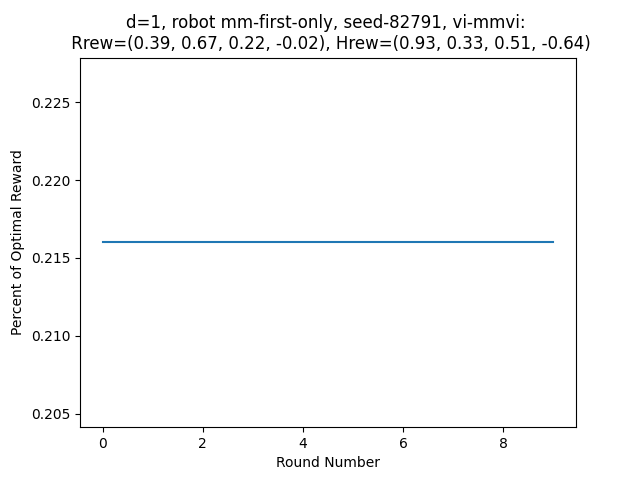 d=1, robot mm-first-only, seed-82791, vi-mmvi:
Rrew=(0.39, 0.67, 0.22, -0.02), Hrew=(0.93, 0.33, 0.51, -0.64)
0.225
0.220
0.215
0.210
0.205
Percent of Optimal Reward
0 2 4 6 8
Round Number